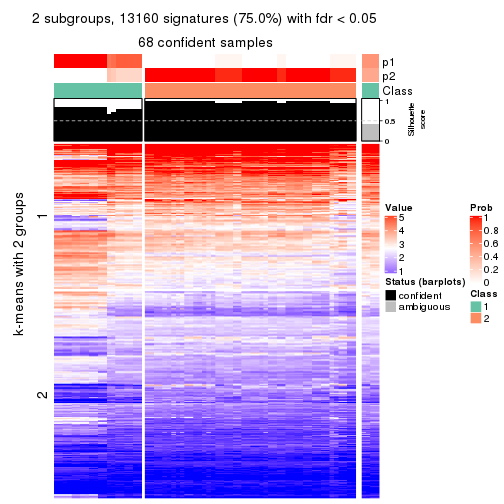 2 subgroups, 13160 signatures (75.0%) with fdr < 0.05
68 confident samples
p1
p2
Class
1
0.5
0
Silhouette
score
k-means with 2 groups
1
2
Value
5
4
3
2
1
Prob
1
0.8
0.6
0.4
0.2
0
Status (barplots)
confident
ambiguous
Class
1
2